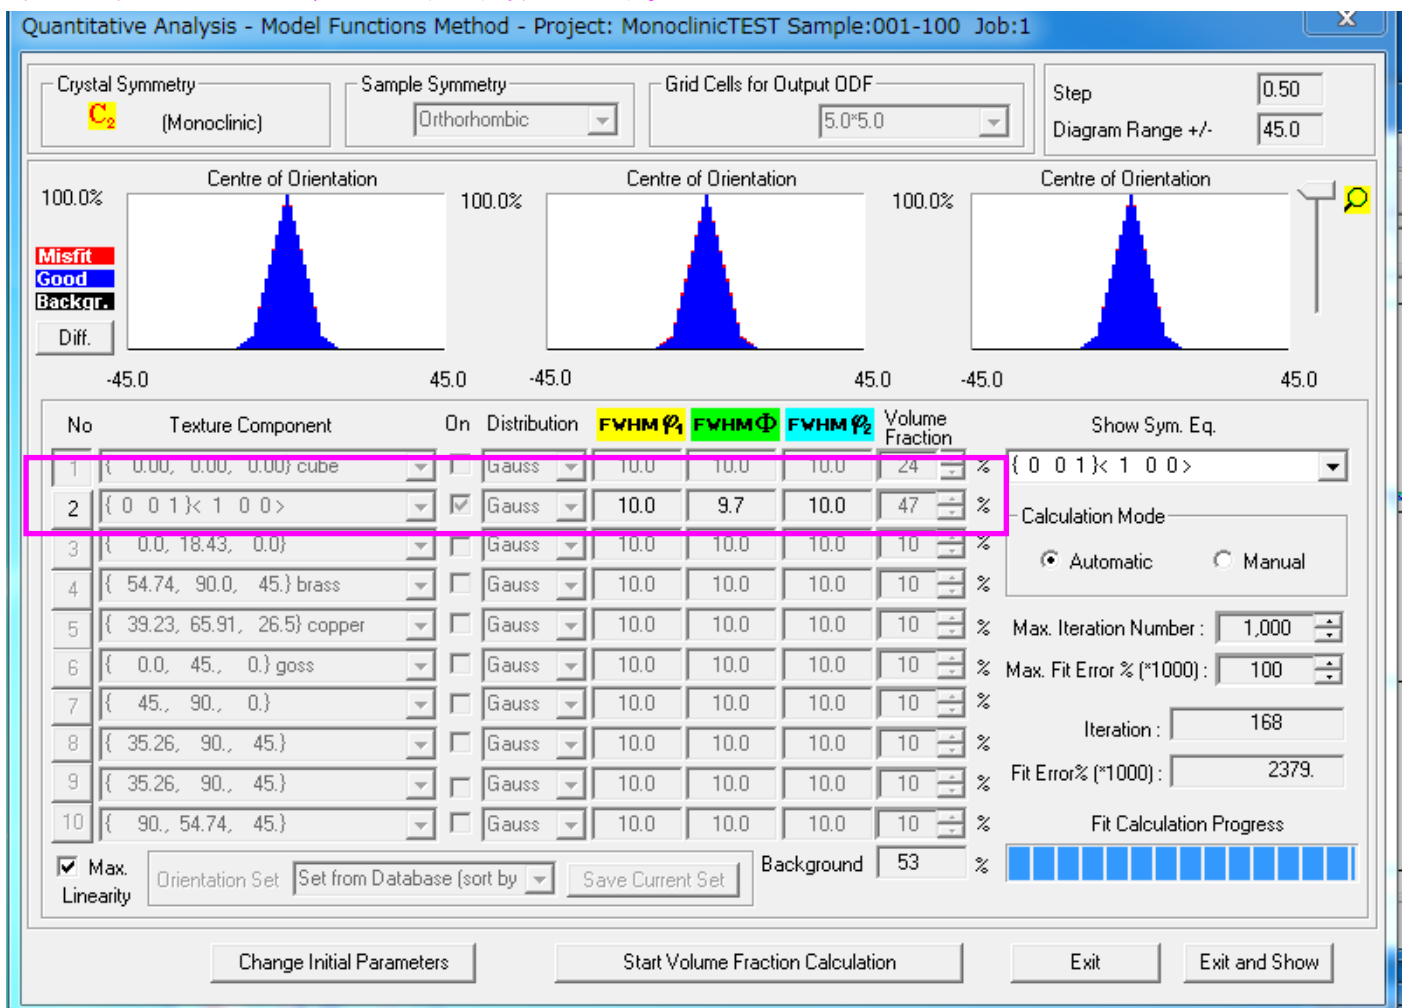 Quantitative Analysis - Model Functions Method - Project: MonoclinicTEST Sample:001-100 Job:1
X
Crystal Symmetry
C2 (Monoclinic)
Sample Symmetry
Orthorhombic
Grid Cells for Output ODF
5.0*5.0
Step 0.50
Diagram Range +/- 45.0
Centre of Orientation
Centre of Orientation
Centre of Orientation
100.0%
100.0%
100.0%
Misfit
Good
Backgr.
Diff.
-45.0 45.0
-45.0 45.0
-45.0 45.0
No Texture Component On Distribution FWHM φ1 FWHM Φ FWHM φ2 Volume Fraction
1 { 0.00, 0.00, 0.00} cube Gauss 10.0 10.0 10.0 24 %
2 { 0 0 1 }< 1 0 0 > Gauss 10.0 9.7 10.0 47 %
3 { 0.0, 18.43, 0.0} Gauss 10.0 10.0 10.0 10 %
4 { 54.74, 90.0, 45.} brass Gauss 10.0 10.0 10.0 10 %
5 { 39.23, 65.91, 26.5} copper Gauss 10.0 10.0 10.0 10 %
6 { 0.0, 45., 0.} goss Gauss 10.0 10.0 10.0 10 %
7 { 45., 90., 0.} Gauss 10.0 10.0 10.0 10 %
8 { 35.26, 90., 45.} Gauss 10.0 10.0 10.0 10 %
9 { 35.26, 90., 45.} Gauss 10.0 10.0 10.0 10 %
10 { 90., 54.74, 45.} Gauss 10.0 10.0 10.0 10 %
Max. Linearity
Orientation Set Set from Database (sort by Save Current Set
Background 53 %
Show Sym. Eq.
{ 0 0 1 }< 1 0 0 >
Calculation Mode
Automatic Manual
Max. Iteration Number : 1,000
Max. Fit Error % (*1000) : 100
Iteration : 168
Fit Error% (*1000) : 2379.
Fit Calculation Progress
Change Initial Parameters
Start Volume Fraction Calculation
Exit
Exit and Show